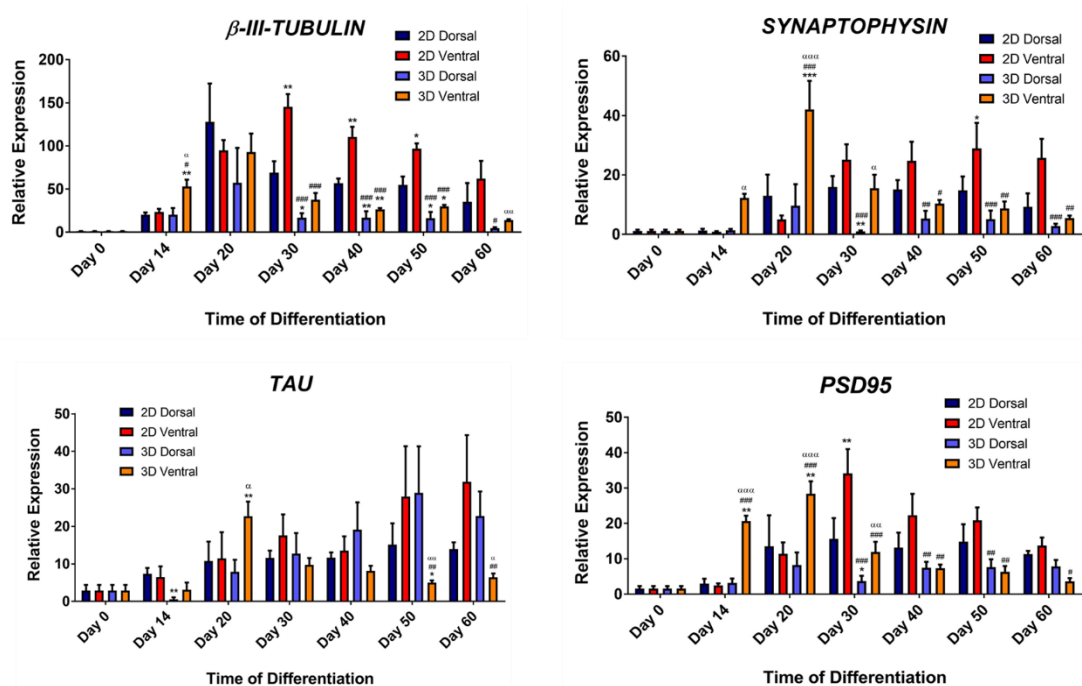 β-III-TUBULIN
2D Dorsal
2D Ventral
3D Dorsal
3D Ventral
Relative Expression
200
150
100
50
0
α
#
**
**
###
*
###
**
###
**
###
**
*
###
*
###
*
#
αα
Day 0
Day 14
Day 20
Day 30
Day 40
Day 50
Day 60
Time of Differentiation
SYNAPTOPHYSIN
2D Dorsal
2D Ventral
3D Dorsal
3D Ventral
Relative Expression
60
40
20
0
α
ααα
###
***
###
**
α
##
#
*
###
##
###
##
Day 0
Day 14
Day 20
Day 30
Day 40
Day 50
Day 60
Time of Differentiation
TAU
2D Dorsal
2D Ventral
3D Dorsal
3D Ventral
Relative Expression
50
40
30
20
10
0
**
α
**
αα
##
*
α
##
Day 0
Day 14
Day 20
Day 30
Day 40
Day 50
Day 60
Time of Differentiation
PSD95
2D Dorsal
2D Ventral
3D Dorsal
3D Ventral
Relative Expression
50
40
30
20
10
0
ααα
###
**
ααα
###
**
**
###
*
αα
###
##
##
##
##
#
Day 0
Day 14
Day 20
Day 30
Day 40
Day 50
Day 60
Time of Differentiation